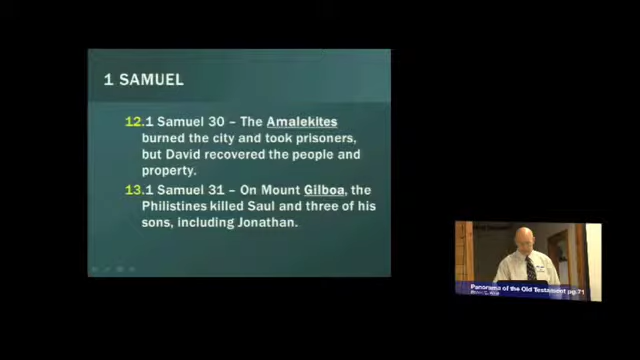 1 SAMUEL
12.1 Samuel 30 – The Amalekites
burned the city and took prisoners,
but David recovered the people and
property.
13.1 Samuel 31 – On Mount Gilboa, the
Philistines killed Saul and three of his
sons, including Jonathan.
Panorama of the Old Testament pg.71